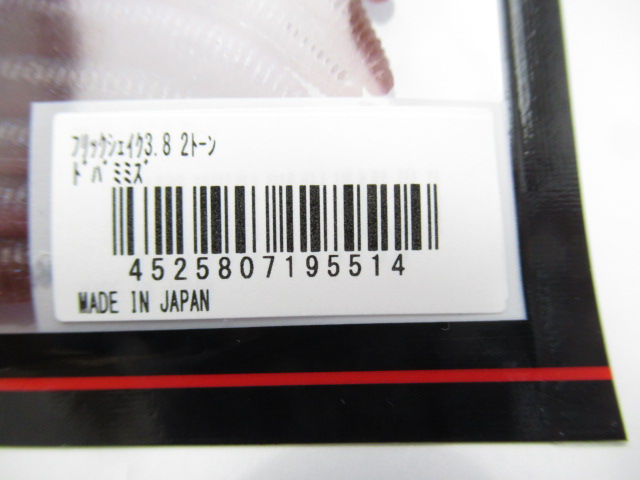 ﾌﾘｯｸｼｪｲｸ3.8 2ﾄｰﾝ
ﾄﾞﾊﾞﾐﾐｽﾞ
4525807195514
MADE IN JAPAN